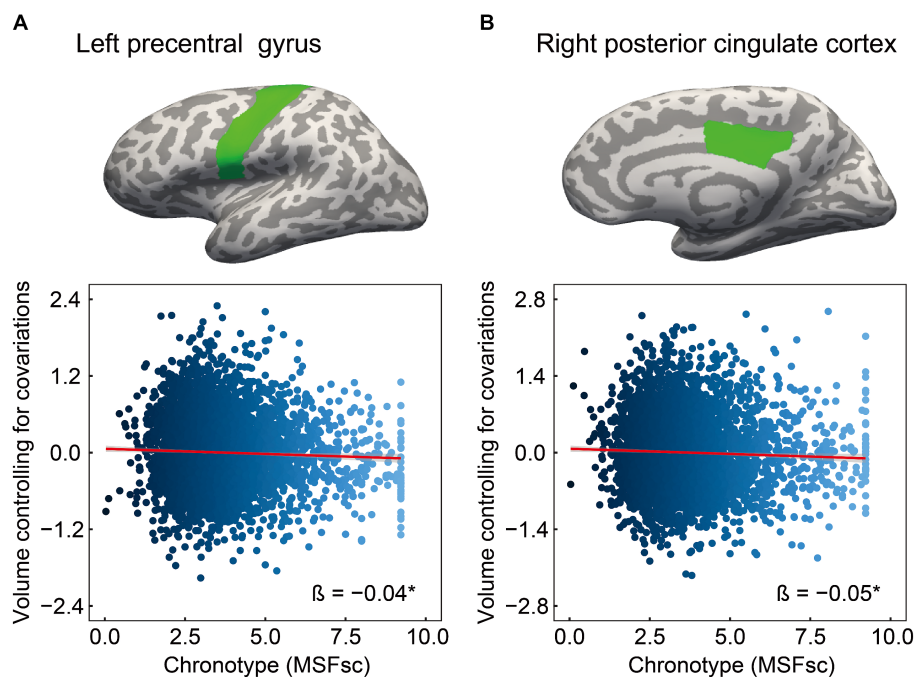 A
Left precentral gyrus
B
Right posterior cingulate cortex
Volume controlling for covariations
2.4
1.2
0.0
−1.2
−2.4
ß = −0.04*
0.0 2.5 5.0 7.5 10.0
Chronotype (MSFsc)
Volume controlling for covariations
2.8
1.4
0.0
−1.4
−2.8
ß = −0.05*
0.0 2.5 5.0 7.5 10.0
Chronotype (MSFsc)